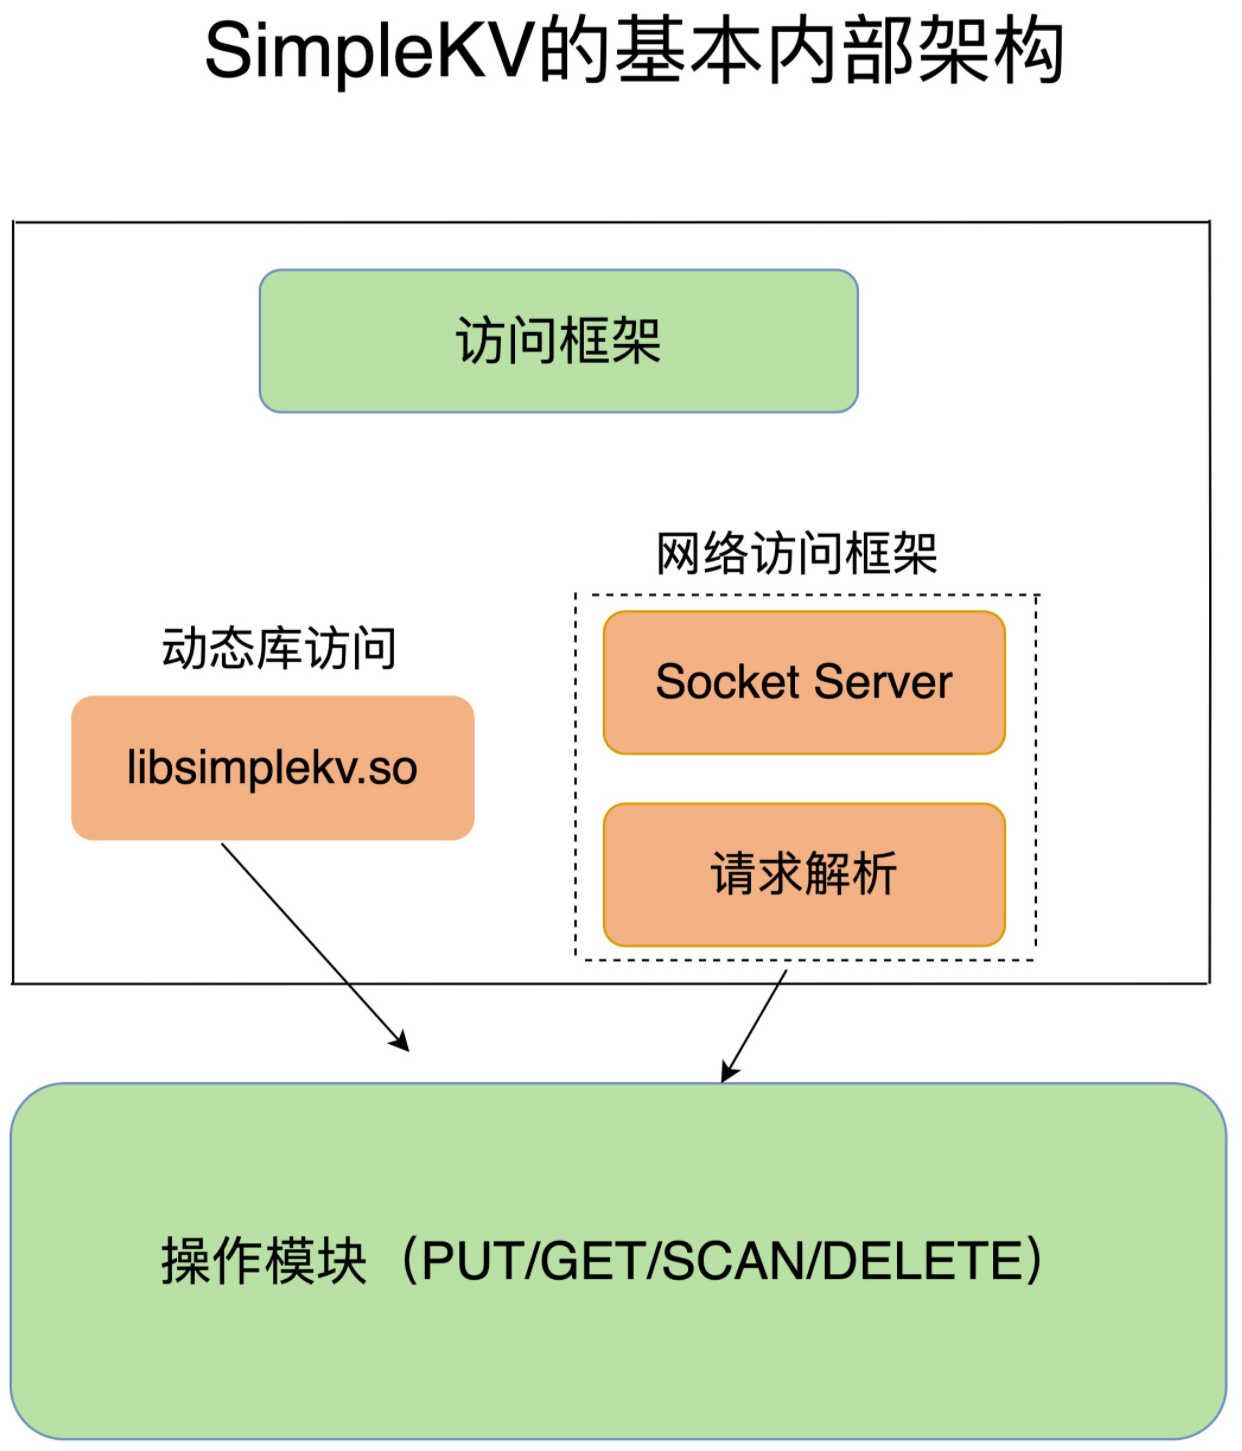 SimpleKV的基本内部架构
访问框架
网络访问框架
动态库访问
Socket Server
libsimplekv.so
请求解析
操作模块（PUT/GET/SCAN/DELETE）